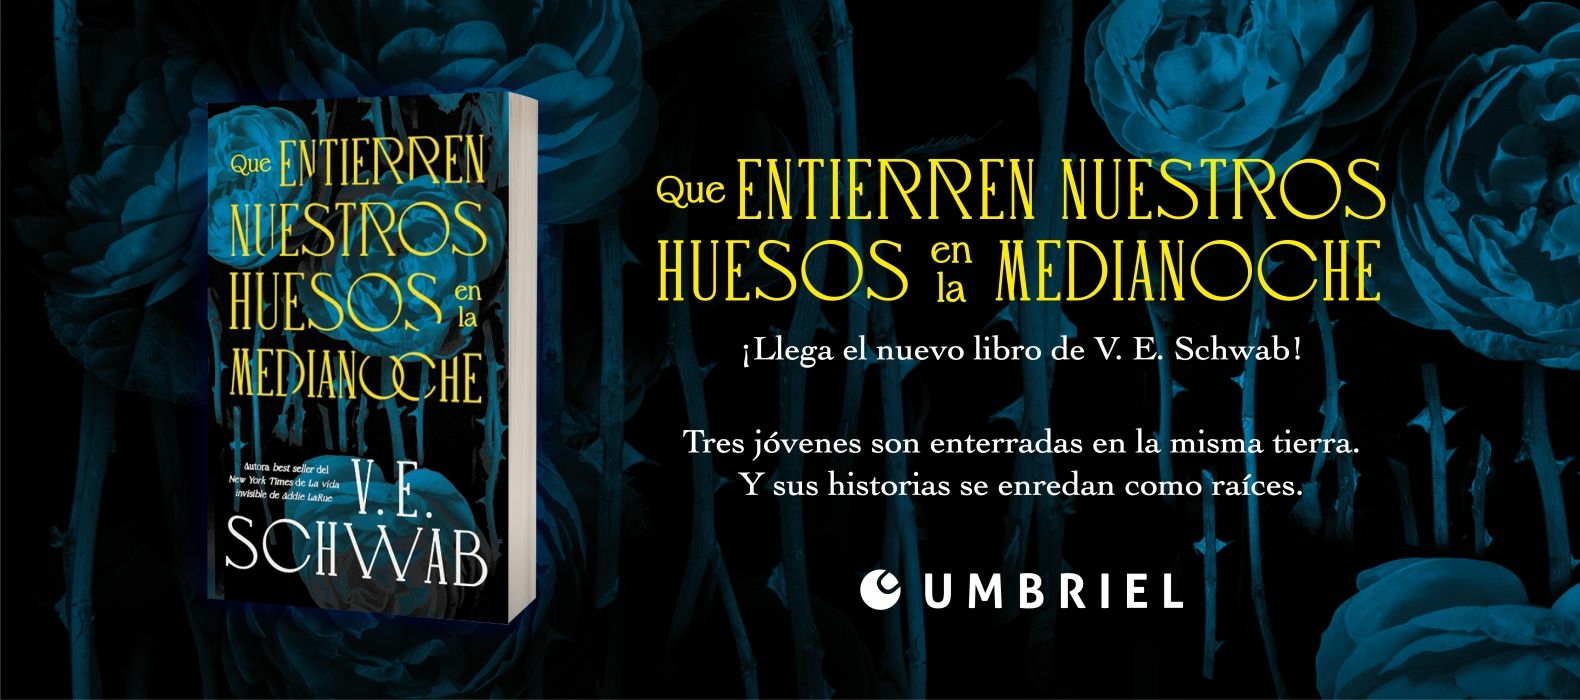 Que ENTIERREN
NUESTROS
HUESOS en la
MEDIANOCHE
Autora best seller del
New York Times de La vida
invisible de Addie LaRue
V. E.
SCHWAB
Que ENTIERREN NUESTROS
HUESOS en la MEDIANOCHE
¡Llega el nuevo libro de V. E. Schwab!
Tres jóvenes son enterradas en la misma tierra.
Y sus historias se enredan como raíces.
UMBRIEL